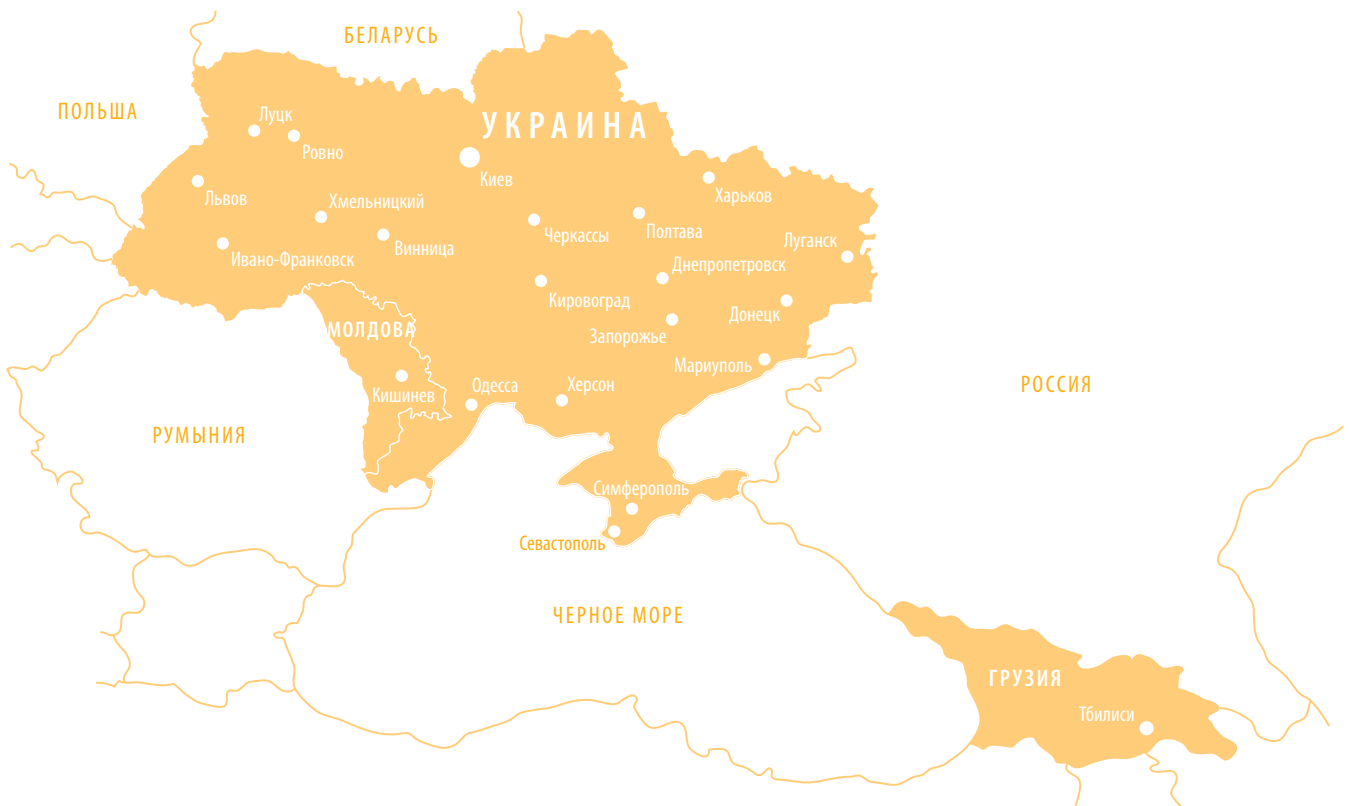 БЕЛАРУСЬ
ПОЛЬША
Луцк
УКРАИНА
Ровно
Киев
Львов
Хмельницкий
Харьков
Черкассы
Полтава
Винница
Луганск
Ивано-Франковск
Днепропетровск
Кировоград
Донецк
МОЛДОВА
Запорожье
Мариуполь
Кишинев
Одесса
Херсон
РОССИЯ
РУМЫНИЯ
Симферополь
Севастополь
ЧЕРНОЕ МОРЕ
ГРУЗИЯ
Тбилиси